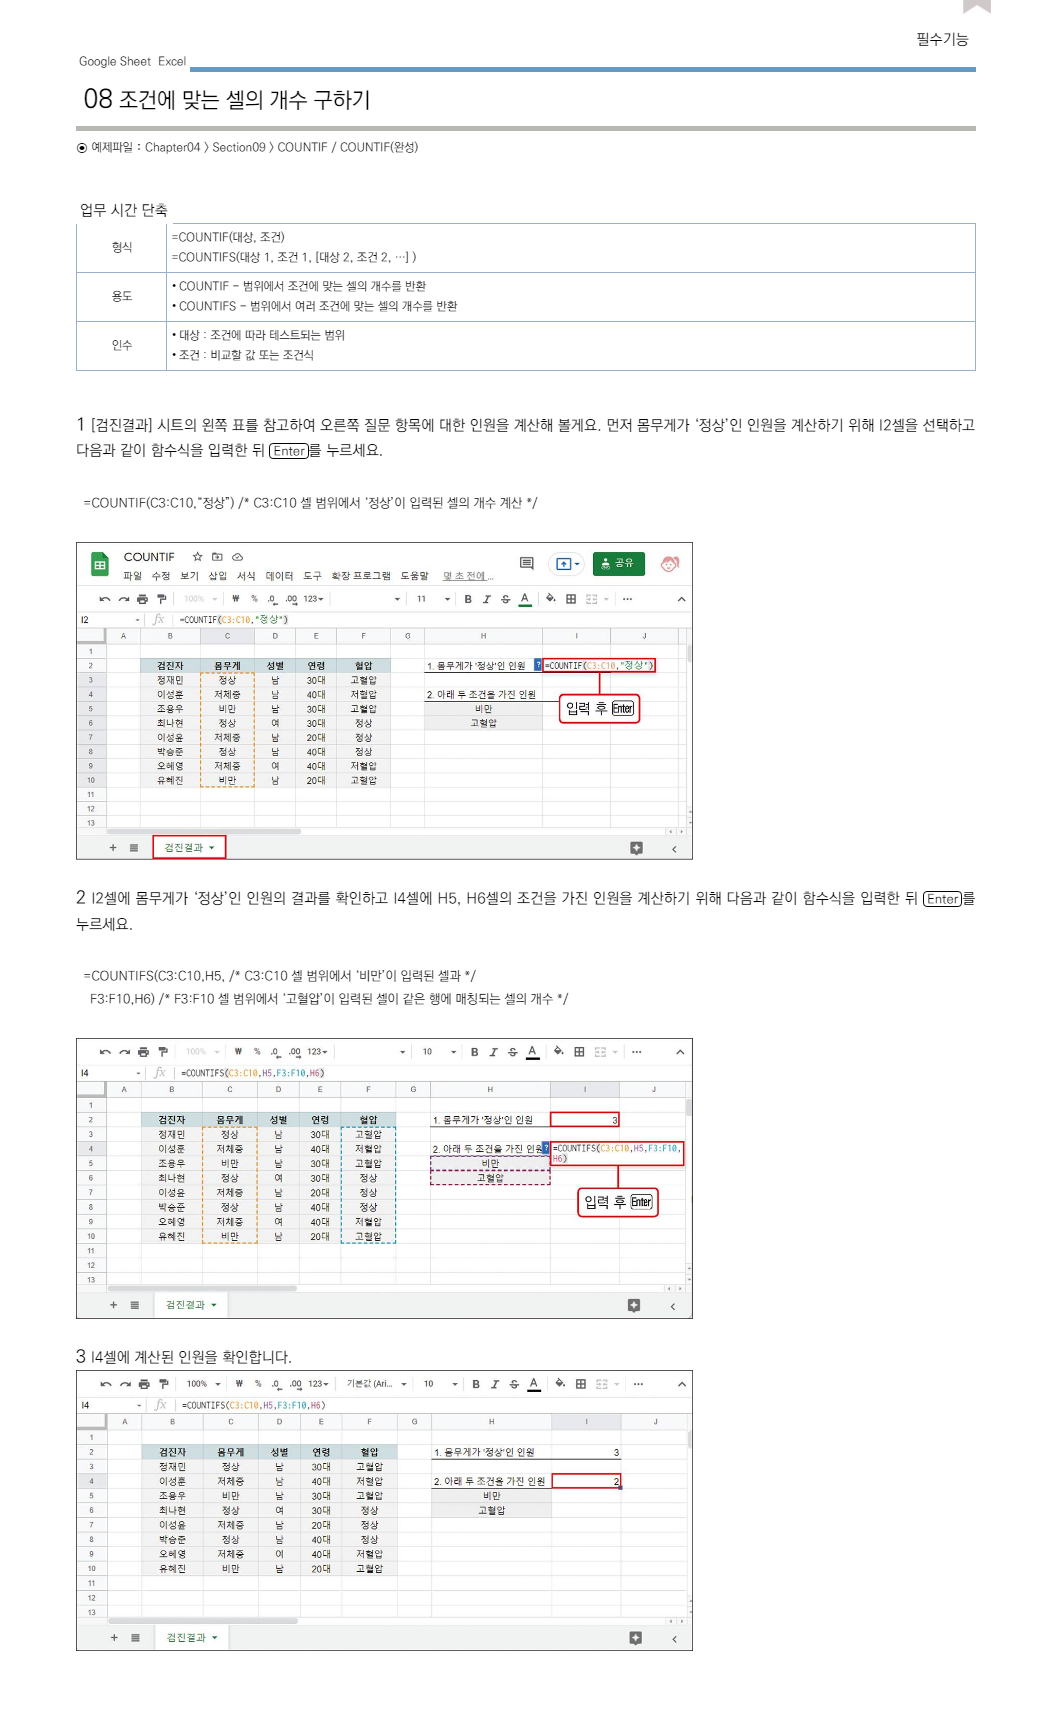 필수기능
Google Sheet Excel
08 조건에 맞는 셀의 개수 구하기
예제파일 : Chapter04 > Section09 > COUNTIF / COUNTIF(완성)
업무 시간 단축
형식
=COUNTIF(대상, 조건)
=COUNTIFS(대상 1, 조건 1, [대상 2, 조건 2, …] )
용도
• COUNTIF - 범위에서 조건에 맞는 셀의 개수를 반환
• COUNTIFS - 범위에서 여러 조건에 맞는 셀의 개수를 반환
인수
• 대상 : 조건에 따라 테스트되는 범위
• 조건 : 비교할 값 또는 조건식
1 [검진결과] 시트의 왼쪽 표를 참고하여 오른쪽 질문 항목에 대한 인원을 계산해 볼게요. 먼저 몸무게가 ‘정상’인 인원을 계산하기 위해 I2셀을 선택하고
다음과 같이 함수식을 입력한 뒤 Enter를 누르세요.
=COUNTIF(C3:C10,“정상”) /* C3:C10 셀 범위에서 ‘정상’이 입력된 셀의 개수 계산 */
COUNTIF
공유
파일 수정 보기 삽입 서식 데이터 도구 확장 프로그램 도움말 몇 초 전에...
100% ₩ % .0 .00 123 11 B I S A ...
I2 fx =COUNTIF(C3:C10,"정상")
A B C D E F G H I J
1
2 검진자 몸무게 성별 연령 혈압 1. 몸무게가 '정상'인 인원 ? =COUNTIF(C3:C10,"정상")
3 정재민 정상 남 30대 고혈압
4 이성훈 저체중 남 40대 저혈압 2. 아래 두 조건을 가진 인원
5 조용우 비만 남 30대 고혈압 비만 입력 후 Enter
6 최나현 정상 여 30대 정상 고혈압
7 이성윤 저체중 남 20대 정상
8 박승준 정상 남 40대 정상
9 오혜영 저체중 여 40대 저혈압
10 유혜진 비만 남 20대 고혈압
11
12
13
검진결과
2 I2셀에 몸무게가 ‘정상’인 인원의 결과를 확인하고 I4셀에 H5, H6셀의 조건을 가진 인원을 계산하기 위해 다음과 같이 함수식을 입력한 뒤 Enter를
누르세요.
=COUNTIFS(C3:C10,H5, /* C3:C10 셀 범위에서 ‘비만’이 입력된 셀과 */
F3:F10,H6) /* F3:F10 셀 범위에서 ‘고혈압’이 입력된 셀이 같은 행에 매칭되는 셀의 개수 */
100% ₩ % .0 .00 123 10 B I S A ...
I4 fx =COUNTIFS(C3:C10,H5,F3:F10,H6)
A B C D E F G H I J
1
2 검진자 몸무게 성별 연령 혈압 1. 몸무게가 '정상'인 인원 3
3 정재민 정상 남 30대 고혈압
4 이성훈 저체중 남 40대 저혈압 2. 아래 두 조건을 가진 인원 ? =COUNTIFS(C3:C10,H5,F3:F10,
H6)
5 조용우 비만 남 30대 고혈압 비만
6 최나현 정상 여 30대 정상 고혈압
7 이성윤 저체중 남 20대 정상 입력 후 Enter
8 박승준 정상 남 40대 정상
9 오혜영 저체중 여 40대 저혈압
10 유혜진 비만 남 20대 고혈압
11
12
13
검진결과
3 I4셀에 계산된 인원을 확인합니다.
100% ₩ % .0 .00 123 기본값 (Ari... 10 B I S A ...
I4 fx =COUNTIFS(C3:C10,H5,F3:F10,H6)
A B C D E F G H I J
1
2 검진자 몸무게 성별 연령 혈압 1. 몸무게가 '정상'인 인원 3
3 정재민 정상 남 30대 고혈압
4 이성훈 저체중 남 40대 저혈압 2. 아래 두 조건을 가진 인원 2
5 조용우 비만 남 30대 고혈압 비만
6 최나현 정상 여 30대 정상 고혈압
7 이성윤 저체중 남 20대 정상
8 박승준 정상 남 40대 정상
9 오혜영 저체중 여 40대 저혈압
10 유혜진 비만 남 20대 고혈압
11
12
13
검진결과